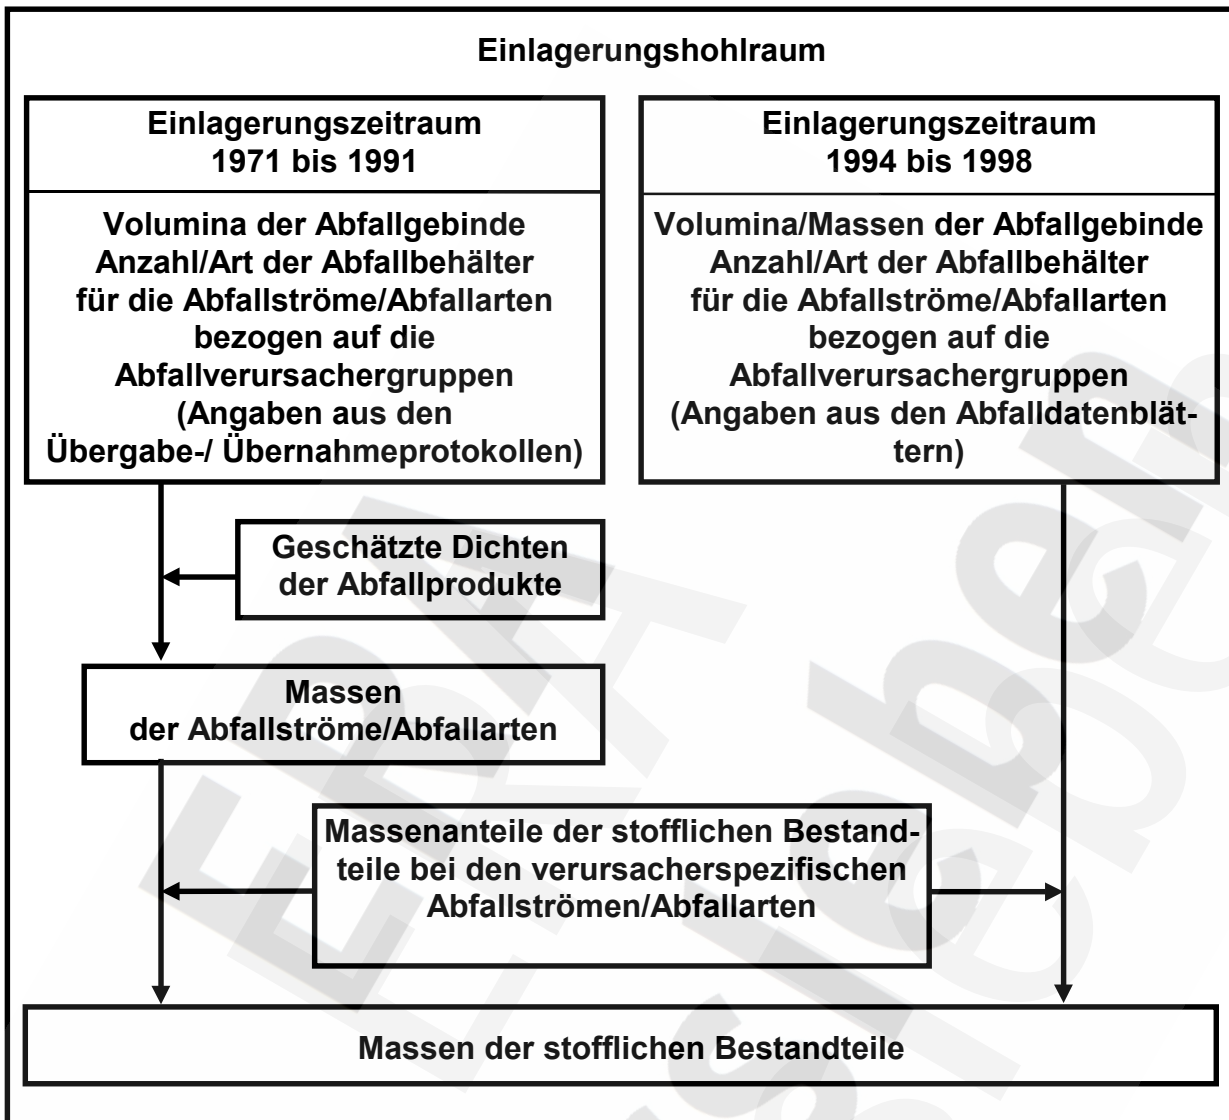 Einlagerungshohlraum
Einlagerungszeitraum
1971 bis 1991
Volumina der Abfallgebinde
Anzahl/Art der Abfallbehälter
für die Abfallströme/Abfallarten
bezogen auf die
Abfallverursachergruppen
(Angaben aus den
Übergabe-/ Übernahmeprotokollen)
Einlagerungszeitraum
1994 bis 1998
Volumina/Massen der Abfallgebinde
Anzahl/Art der Abfallbehälter
für die Abfallströme/Abfallarten
bezogen auf die
Abfallverursachergruppen
(Angaben aus den Abfalldatenblät-
tern)
Geschätzte Dichten
der Abfallprodukte
Massen
der Abfallströme/Abfallarten
Massenanteile der stofflichen Bestand-
teile bei den verursacherspezifischen
Abfallströmen/Abfallarten
Massen der stofflichen Bestandteile
ERA